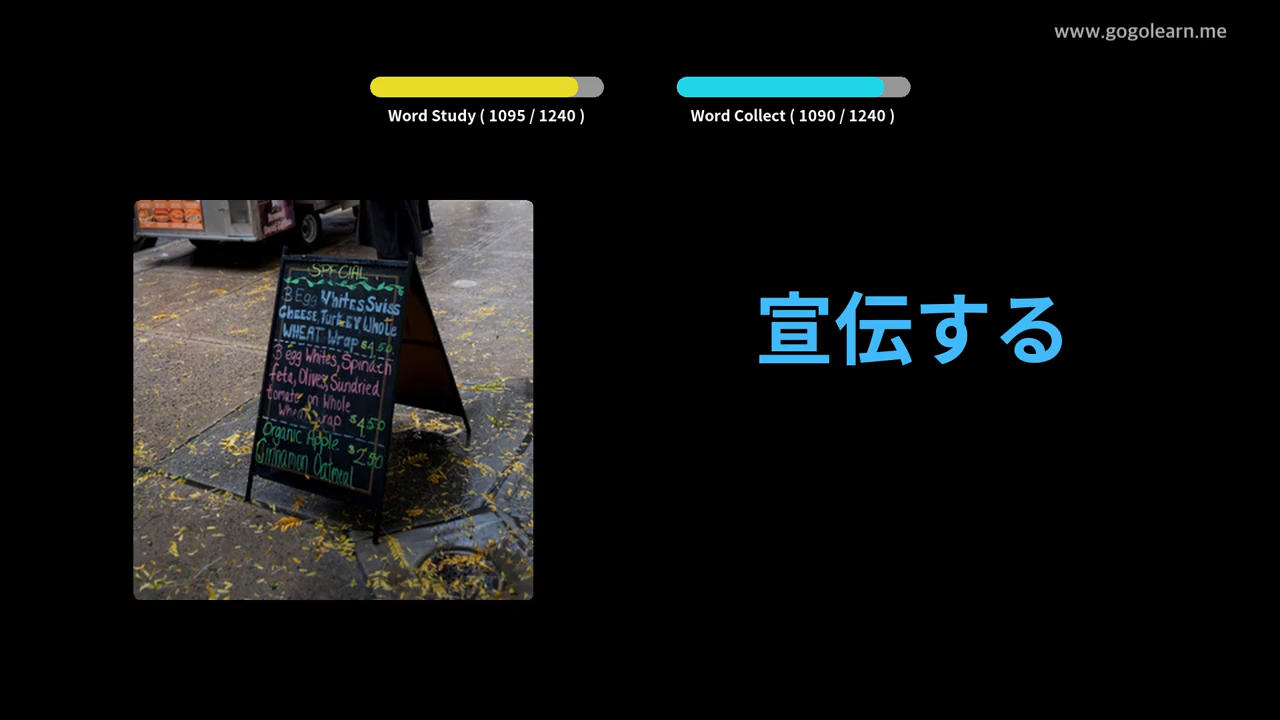 www.gogolearn.me
Word Study ( 1095 / 1240 )
Word Collect ( 1090 / 1240 )
SPECIAL
3 Egg Whites, Swiss
Cheese, Turkey Whole
WHEAT Wrap $4.50
3 egg Whites, Spinach
feta, Olives, Sundried
tomato on Whole
Wheat Wrap $4.50
Organic Apple
Cinnamon Oatmeal $2.50
宣伝する